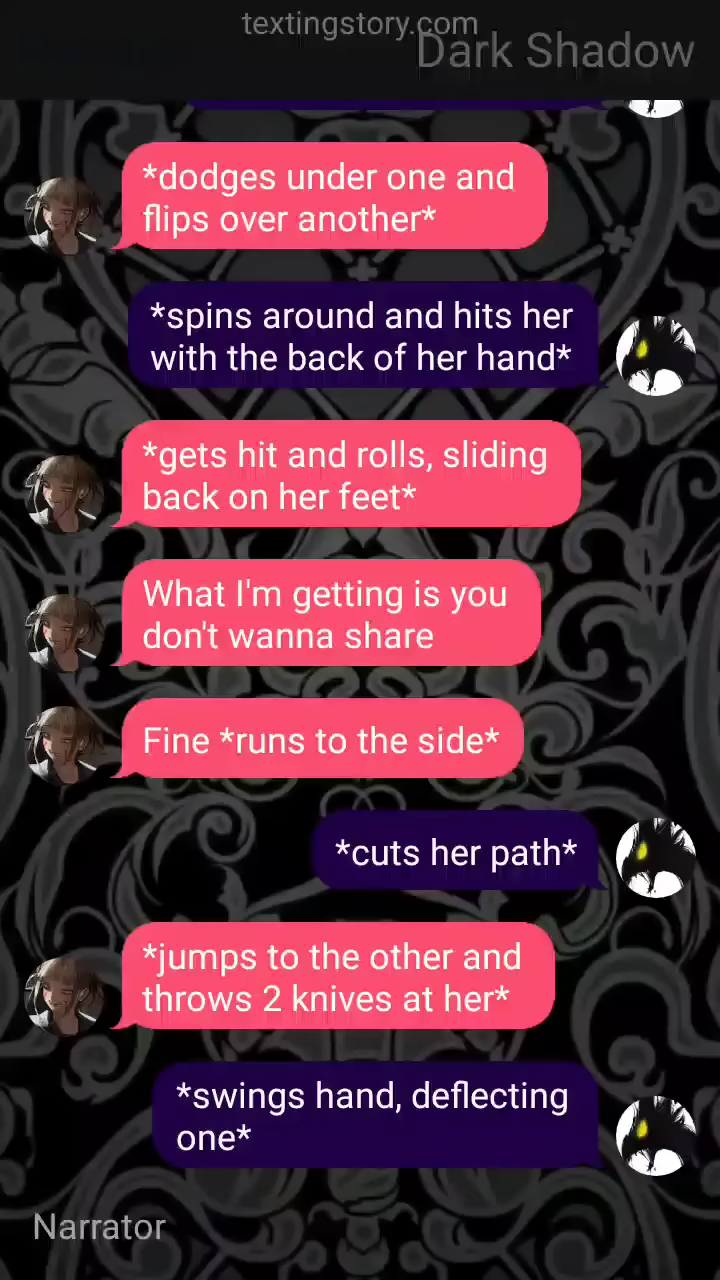 textingstory.com
Dark Shadow
*dodges under one and
flips over another*
*spins around and hits her
with the back of her hand*
*gets hit and rolls, sliding
back on her feet*
What I'm getting is you
don't wanna share
Fine *runs to the side*
*cuts her path*
*jumps to the other and
throws 2 knives at her*
*swings hand, deflecting
one*
Narrator